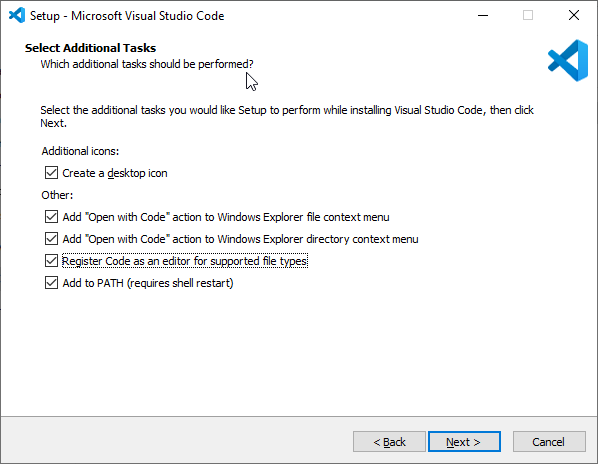 Setup - Microsoft Visual Studio Code
Select Additional Tasks
Which additional tasks should be performed?
Select the additional tasks you would like Setup to perform while installing Visual Studio Code, then click
Next.
Additional icons:
Create a desktop icon
Other:
Add "Open with Code" action to Windows Explorer file context menu
Add "Open with Code" action to Windows Explorer directory context menu
Register Code as an editor for supported file types
Add to PATH (requires shell restart)
< Back
Next >
Cancel